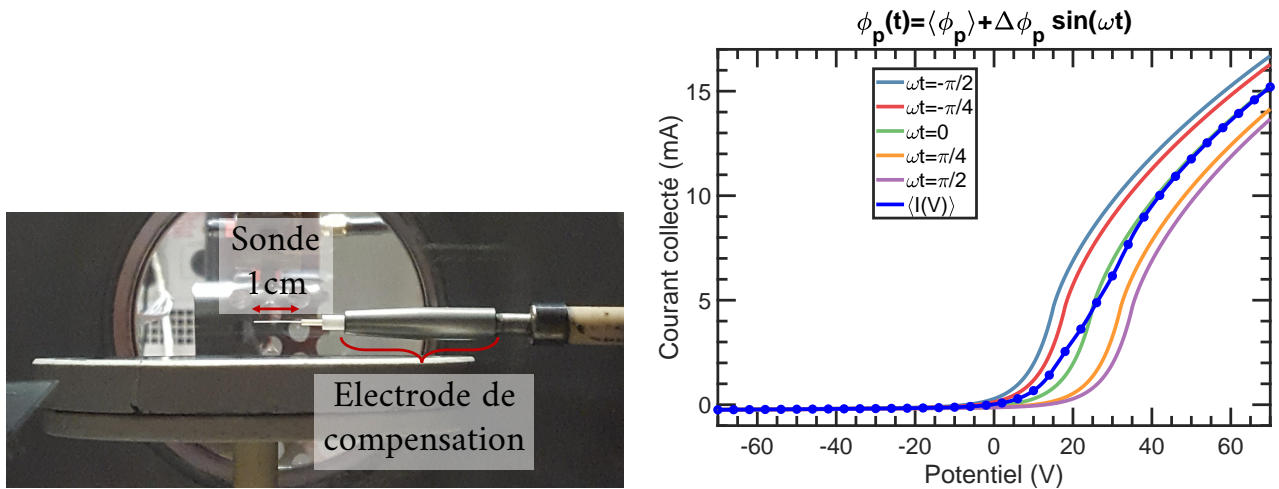 Sonde
1cm
Electrode de
compensation
ϕp(t)=⟨ϕp⟩+Δϕp sin(ωt)
ωt=-π/2
ωt=-π/4
ωt=0
ωt=π/4
ωt=π/2
⟨I(V)⟩
Courant collecté (mA)
15
10
5
0
-60 -40 -20 0 20 40 60
Potentiel (V)